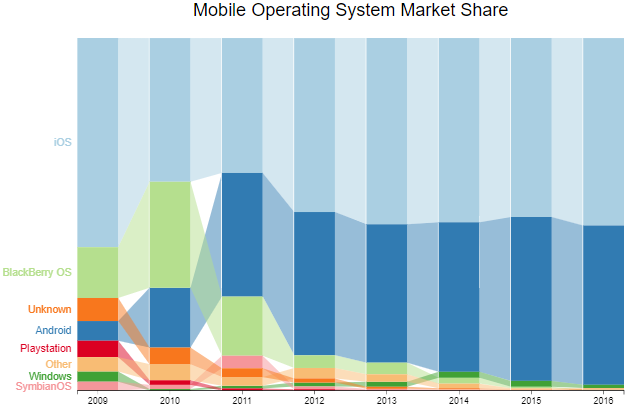 Mobile Operating System Market Share
iOS
BlackBerry OS
Unknown
Android
Playstation
Other
Windows
SymbianOS
2009 2010 2011 2012 2013 2014 2015 2016